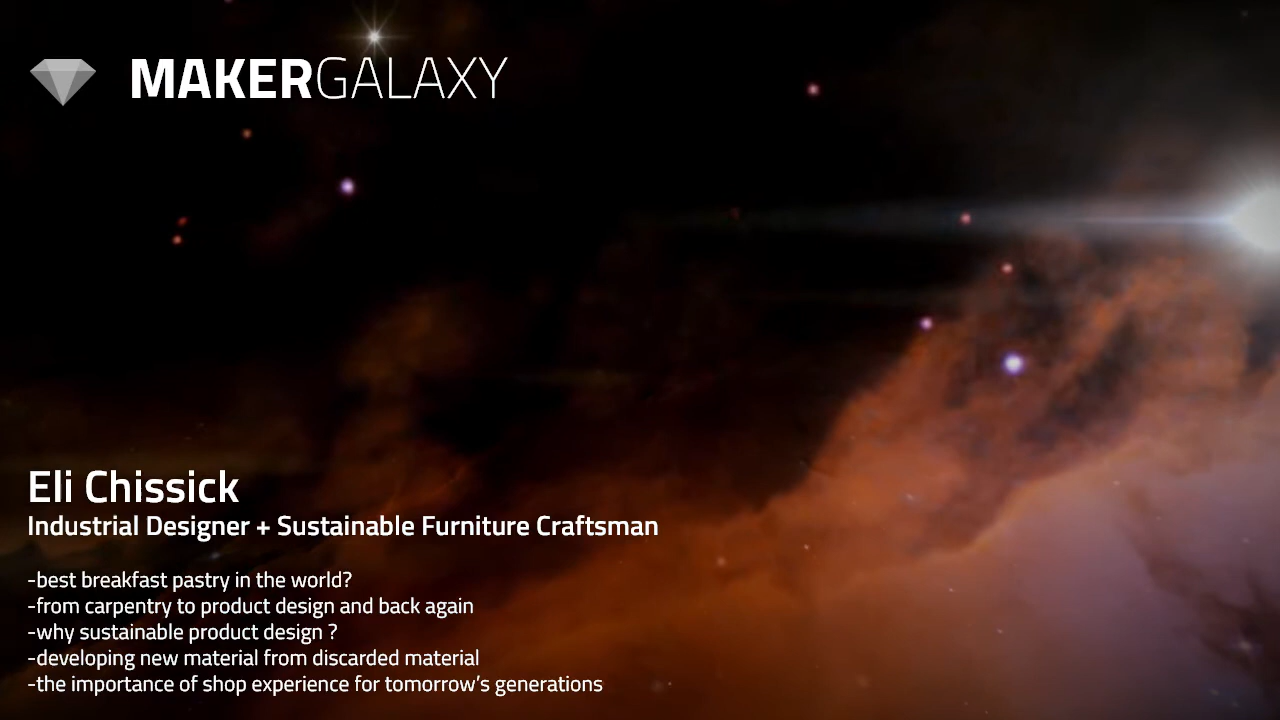 MAKERGALAXY
Eli Chissick
Industrial Designer + Sustainable Furniture Craftsman
-best breakfast pastry in the world?
-from carpentry to product design and back again
-why sustainable product design ?
-developing new material from discarded material
-the importance of shop experience for tomorrow's generations